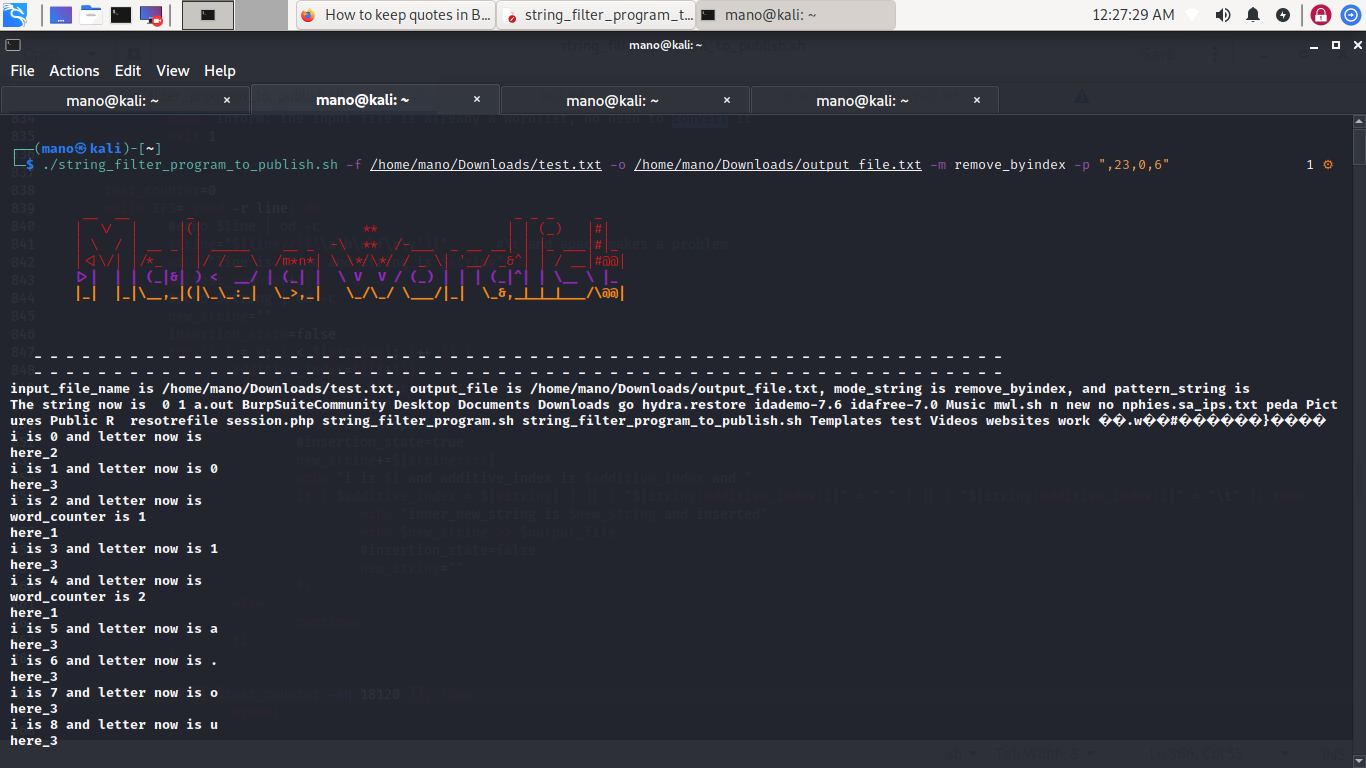 How to keep quotes in B...
string_filter_program_t...
mano@kali: ~
12:27:29 AM
mano@kali: ~
File Actions Edit View Help
mano@kali: ~ × mano@kali: ~ × mano@kali: ~ × mano@kali: ~ ×
┌──(mano㉿kali)-[~]
└─$ ./string_filter_program_to_publish.sh -f /home/mano/Downloads/test.txt -o /home/mano/Downloads/output_file.txt -m remove_byindex -p ",23,0,6" 1 ⚙
input_file_name is /home/mano/Downloads/test.txt, output_file is /home/mano/Downloads/output_file.txt, mode_string is remove_byindex, and pattern_string is
The string now is  0 1 a.out BurpSuiteCommunity Desktop Documents Downloads go hydra.restore idademo-7.6 idafree-7.0 Music mwl.sh n new no nphies.sa_ips.txt peda Pict
ures Public R  resotrefile session.php string_filter_program.sh string_filter_program_to_publish.sh Templates test Videos websites work ��.w��#������}����
i is 0 and letter now is
here_2
i is 1 and letter now is 0
here_3
i is 2 and letter now is
word_counter is 1
here_1
i is 3 and letter now is 1
here_3
i is 4 and letter now is
word_counter is 2
here_1
i is 5 and letter now is a
here_3
i is 6 and letter now is .
here_3
i is 7 and letter now is o
here_3
i is 8 and letter now is u
here_3